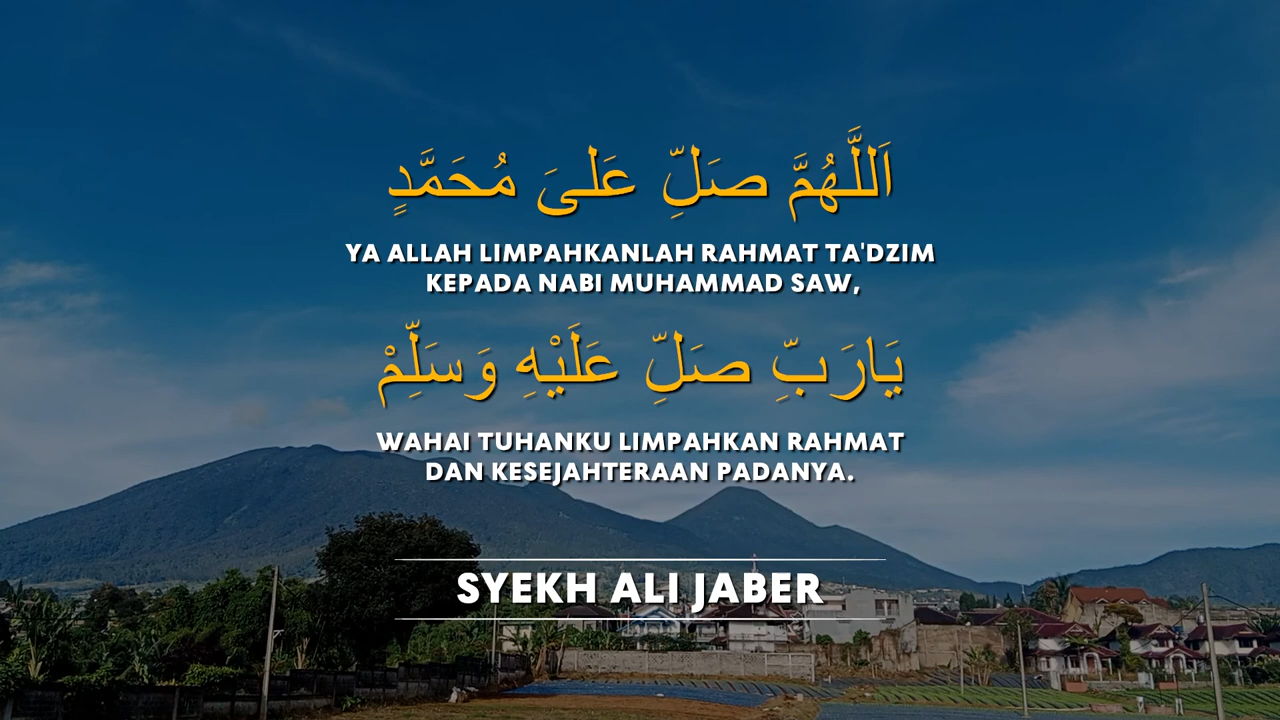 اَللَّهُمَّ صَلِّ عَلىَ مُحَمَّدٍ
YA ALLAH LIMPAHKANLAH RAHMAT TA'DZIM
KEPADA NABI MUHAMMAD SAW,
يَارَبِّ صَلِّ عَلَيْهِ وَسَلِّمْ
WAHAI TUHANKU LIMPAHKAN RAHMAT
DAN KESEJAHTERAAN PADANYA.
SYEKH ALI JABER